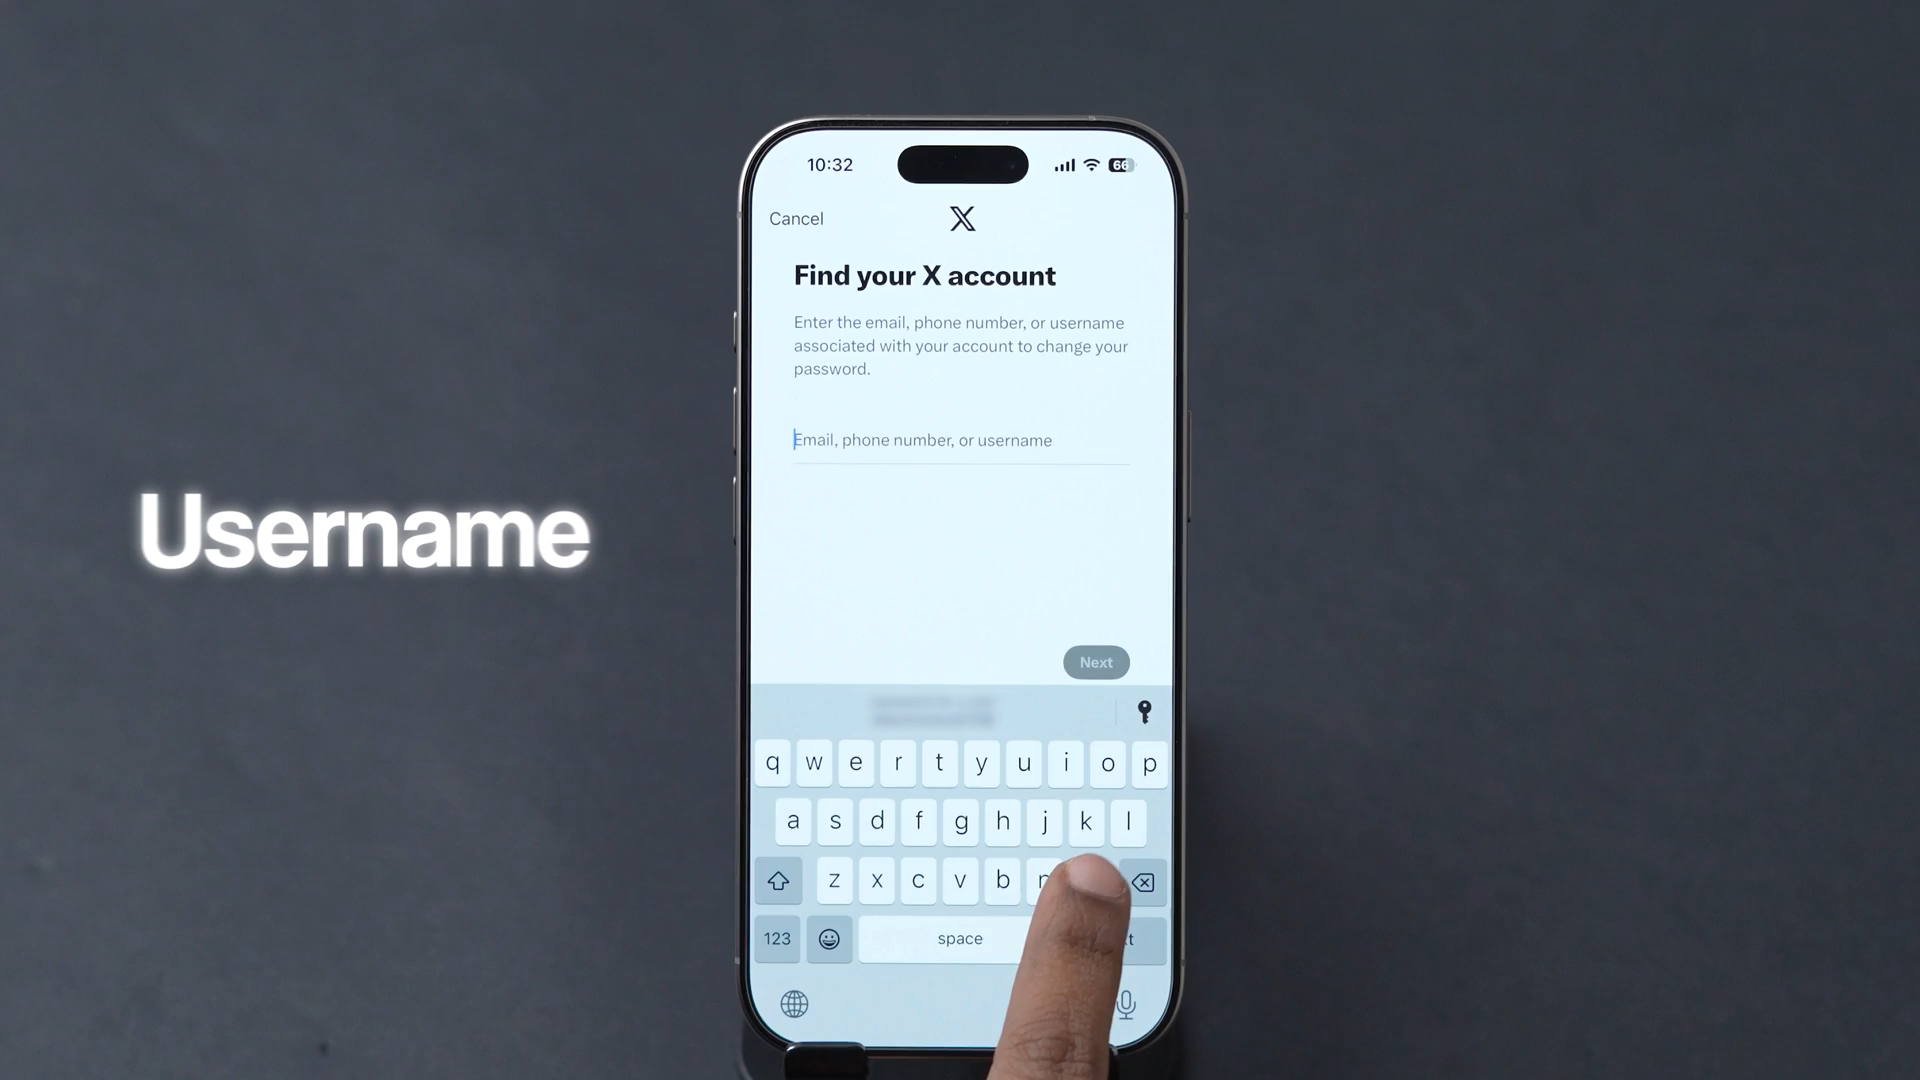 10:32
66
Cancel
X
Find your X account
Enter the email, phone number, or username
associated with your account to change your
password.
Email, phone number, or username
Username
Next
q w e r t y u i o p
a s d f g h j k l
z x c v b
123
space